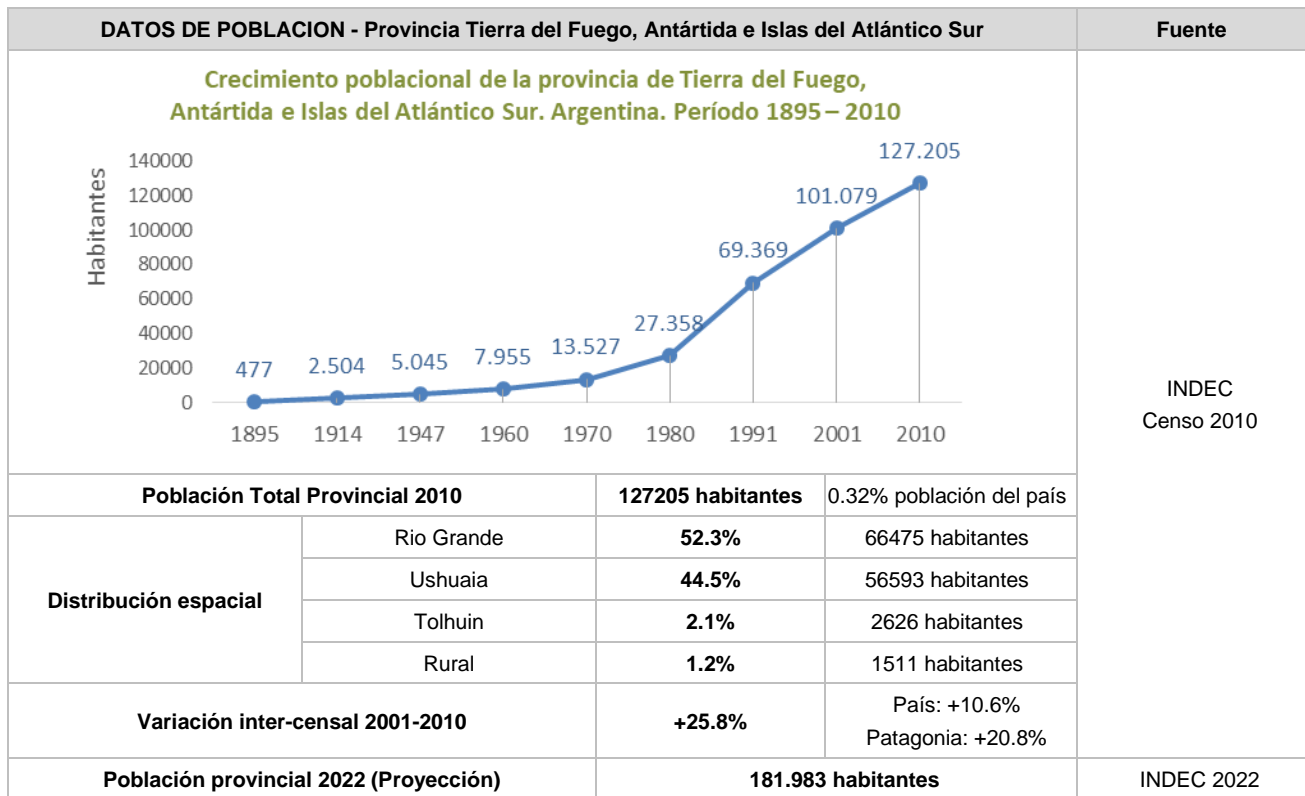 DATOS DE POBLACION - Provincia Tierra del Fuego, Antártida e Islas del Atlántico Sur
Fuente
Crecimiento poblacional de la provincia de Tierra del Fuego,
Antártida e Islas del Atlántico Sur. Argentina. Período 1895 – 2010
Habitantes
140000
120000
100000
80000
60000
40000
20000
0
477
2.504
5.045
7.955
13.527
27.358
69.369
101.079
127.205
1895
1914
1947
1960
1970
1980
1991
2001
2010
INDEC
Censo 2010
Población Total Provincial 2010
127205 habitantes
0.32% población del país
Distribución espacial
Rio Grande
52.3%
66475 habitantes
Ushuaia
44.5%
56593 habitantes
Tolhuin
2.1%
2626 habitantes
Rural
1.2%
1511 habitantes
Variación inter-censal 2001-2010
+25.8%
País: +10.6%
Patagonia: +20.8%
Población provincial 2022 (Proyección)
181.983 habitantes
INDEC 2022